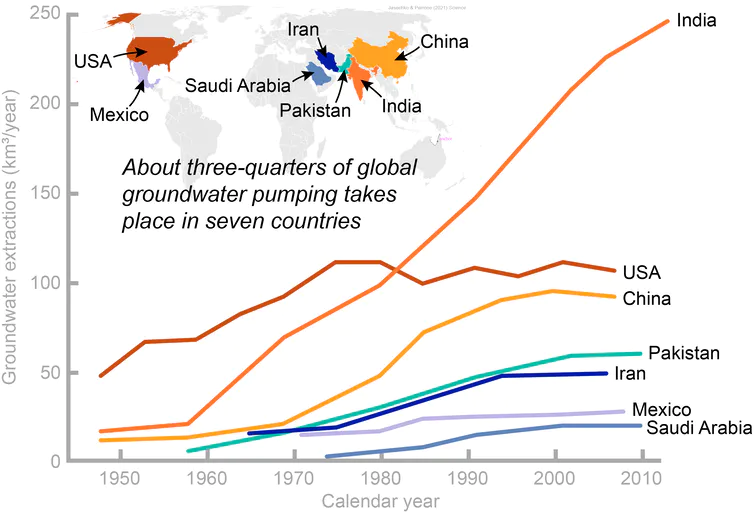 Jasechko & Perrone (2021) Science
250
200
150
100
50
0
Groundwater extractions (km³/year)
USA
Mexico
Iran
Saudi Arabia
Pakistan
China
India
About three-quarters of global
groundwater pumping takes
place in seven countries
India
USA
China
Pakistan
Iran
Mexico
Saudi Arabia
1950 1960 1970 1980 1990 2000 2010
Calendar year